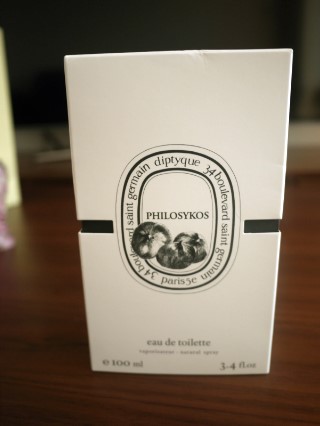 34 boulevard saint germain diptyque 34 boulevard saint germain paris 5e
PHILOSYKOS
eau de toilette
vaporisateur - natural spray
e 100 ml 3.4 fl oz